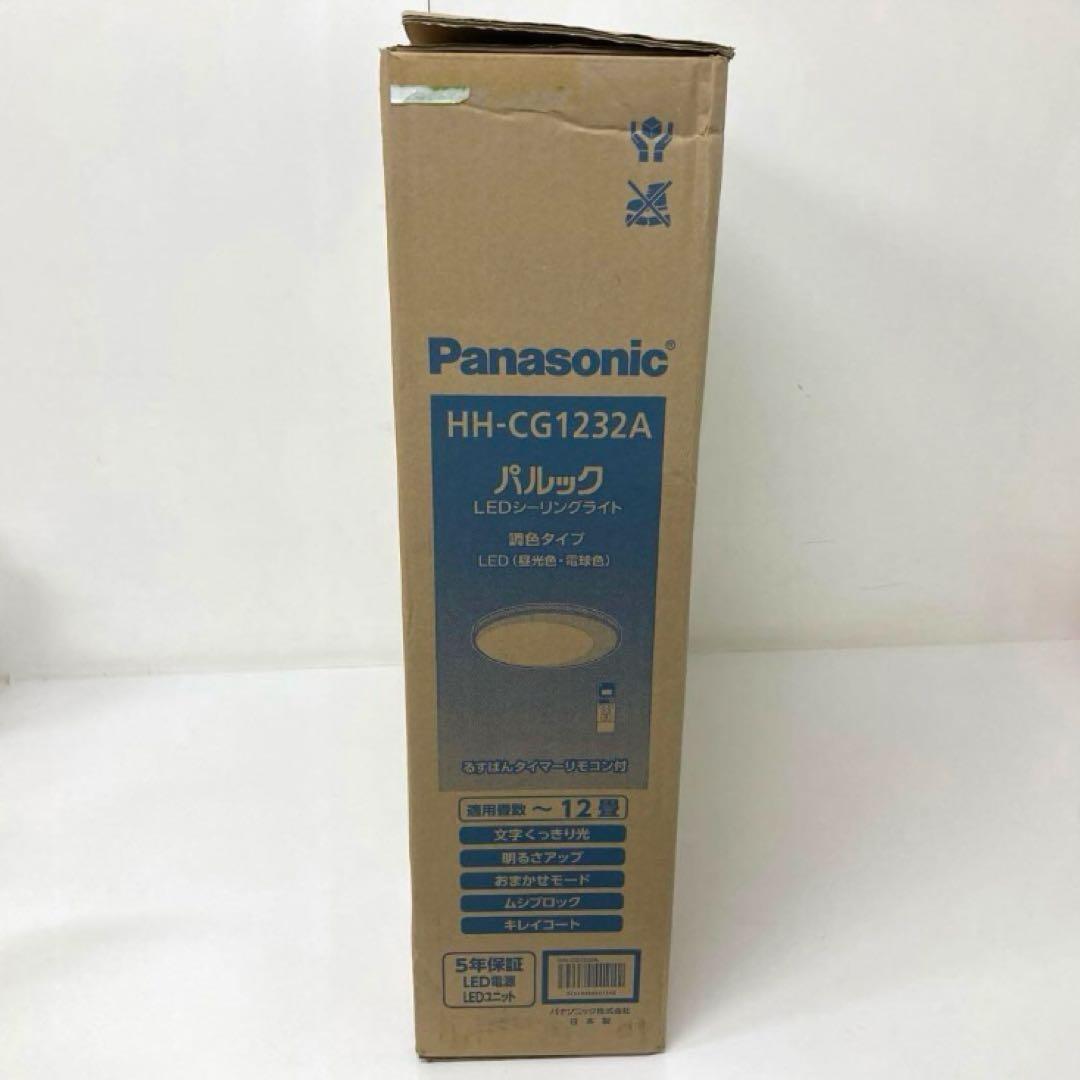 Panasonic®
HH-CG1232A
パルック
LEDシーリングライト
調色タイプ
LED（昼光色・電球色）
るすばんタイマーリモコン付
適用畳数 〜12畳
文字くっきり光
明るさアップ
おまかせモード
ムシブロック
キレイコート
5年保証
LED電源
LEDユニット
HH-CG1232A
パナソニック株式会社
日本製